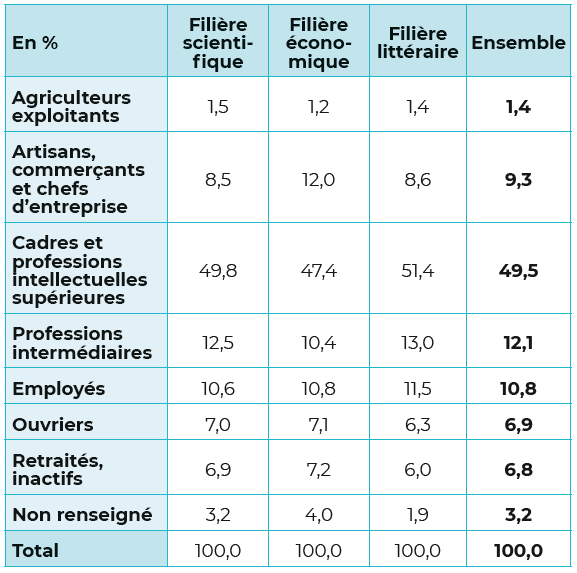 En % Filière scienti- fique Filière écono- mique Filière littéraire Ensemble
Agriculteurs exploitants 1,5 1,2 1,4 1,4
Artisans, commerçants et chefs d’entreprise 8,5 12,0 8,6 9,3
Cadres et professions intellectuelles supérieures 49,8 47,4 51,4 49,5
Professions intermédiaires 12,5 10,4 13,0 12,1
Employés 10,6 10,8 11,5 10,8
Ouvriers 7,0 7,1 6,3 6,9
Retraités, inactifs 6,9 7,2 6,0 6,8
Non renseigné 3,2 4,0 1,9 3,2
Total 100,0 100,0 100,0 100,0